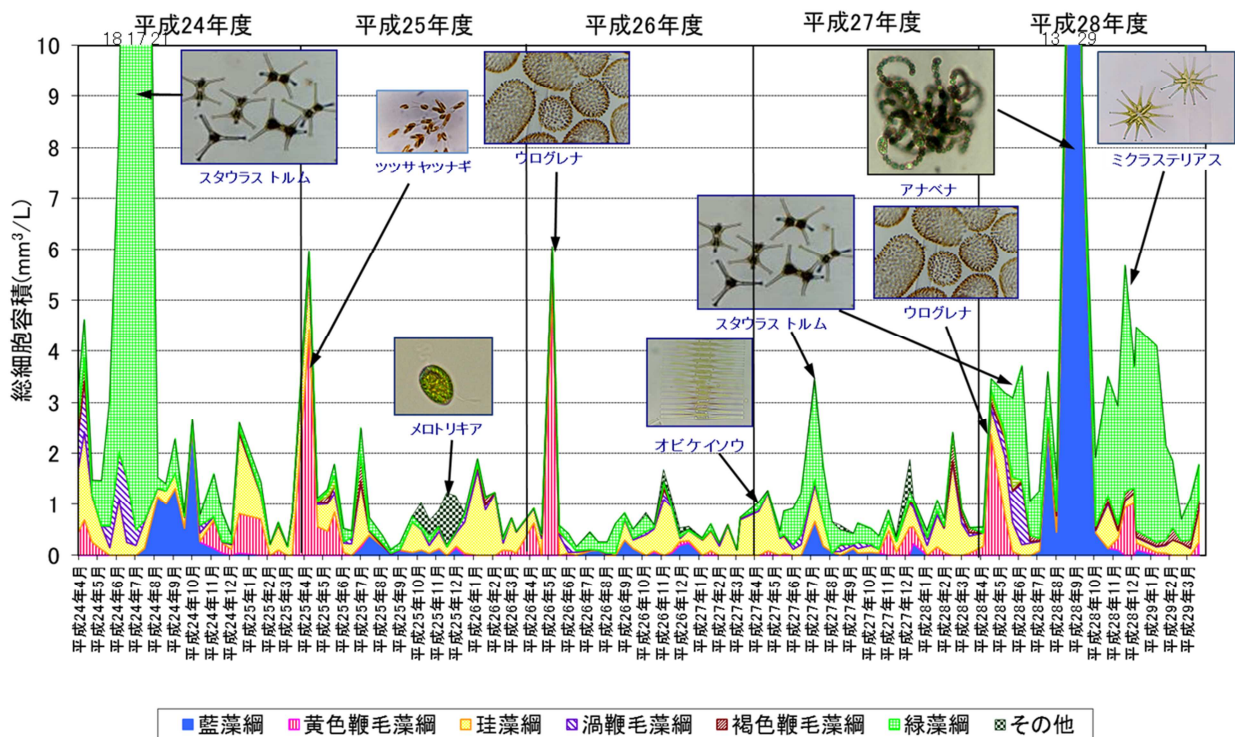 平成24年度
平成25年度
平成26年度
平成27年度
平成28年度
18
17
21
13
29
10
9
8
7
6
5
4
3
2
1
0
総細胞容積(mm³/L)
スタウラストルム
ツツサヤツナギ
ウログレナ
アナベナ
ミクラステリアス
スタウラストルム
ウログレナ
メロトリキア
オビケイソウ
平成24年4月
平成24年5月
平成24年6月
平成24年7月
平成24年8月
平成24年9月
平成24年10月
平成24年11月
平成24年12月
平成25年1月
平成25年2月
平成25年3月
平成25年4月
平成25年5月
平成25年6月
平成25年7月
平成25年8月
平成25年9月
平成25年10月
平成25年11月
平成25年12月
平成26年1月
平成26年2月
平成26年3月
平成26年4月
平成26年5月
平成26年6月
平成26年7月
平成26年8月
平成26年9月
平成26年10月
平成26年11月
平成26年12月
平成27年1月
平成27年2月
平成27年3月
平成27年4月
平成27年5月
平成27年6月
平成27年7月
平成27年8月
平成27年9月
平成27年10月
平成27年11月
平成27年12月
平成28年1月
平成28年2月
平成28年3月
平成28年4月
平成28年5月
平成28年6月
平成28年7月
平成28年8月
平成28年9月
平成28年10月
平成28年11月
平成28年12月
平成29年1月
平成29年2月
平成29年3月
藍藻綱 黄色鞭毛藻綱 珪藻綱 渦鞭毛藻綱 褐色鞭毛藻綱 緑藻綱 その他